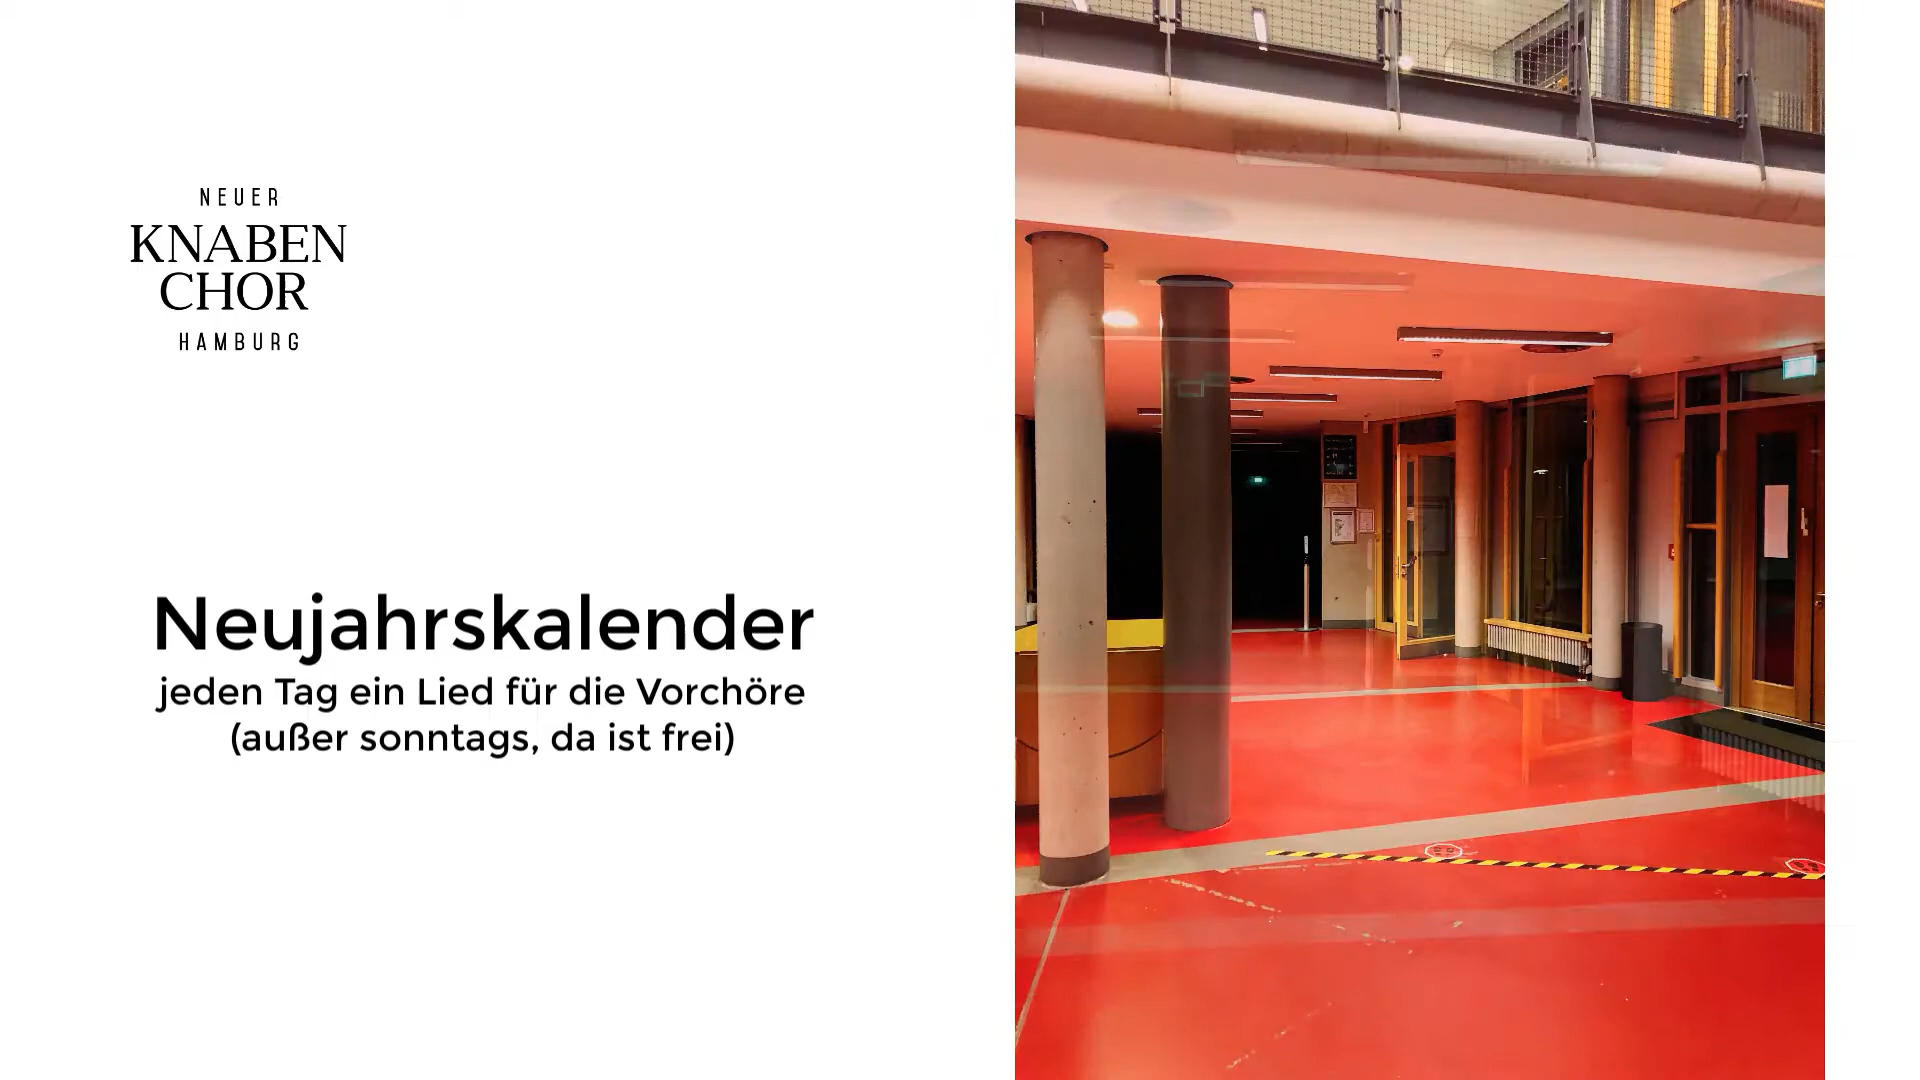 NEUER
KNABEN
CHOR
HAMBURG
Neujahrskalender
jeden Tag ein Lied für die Vorchöre
(außer sonntags, da ist frei)